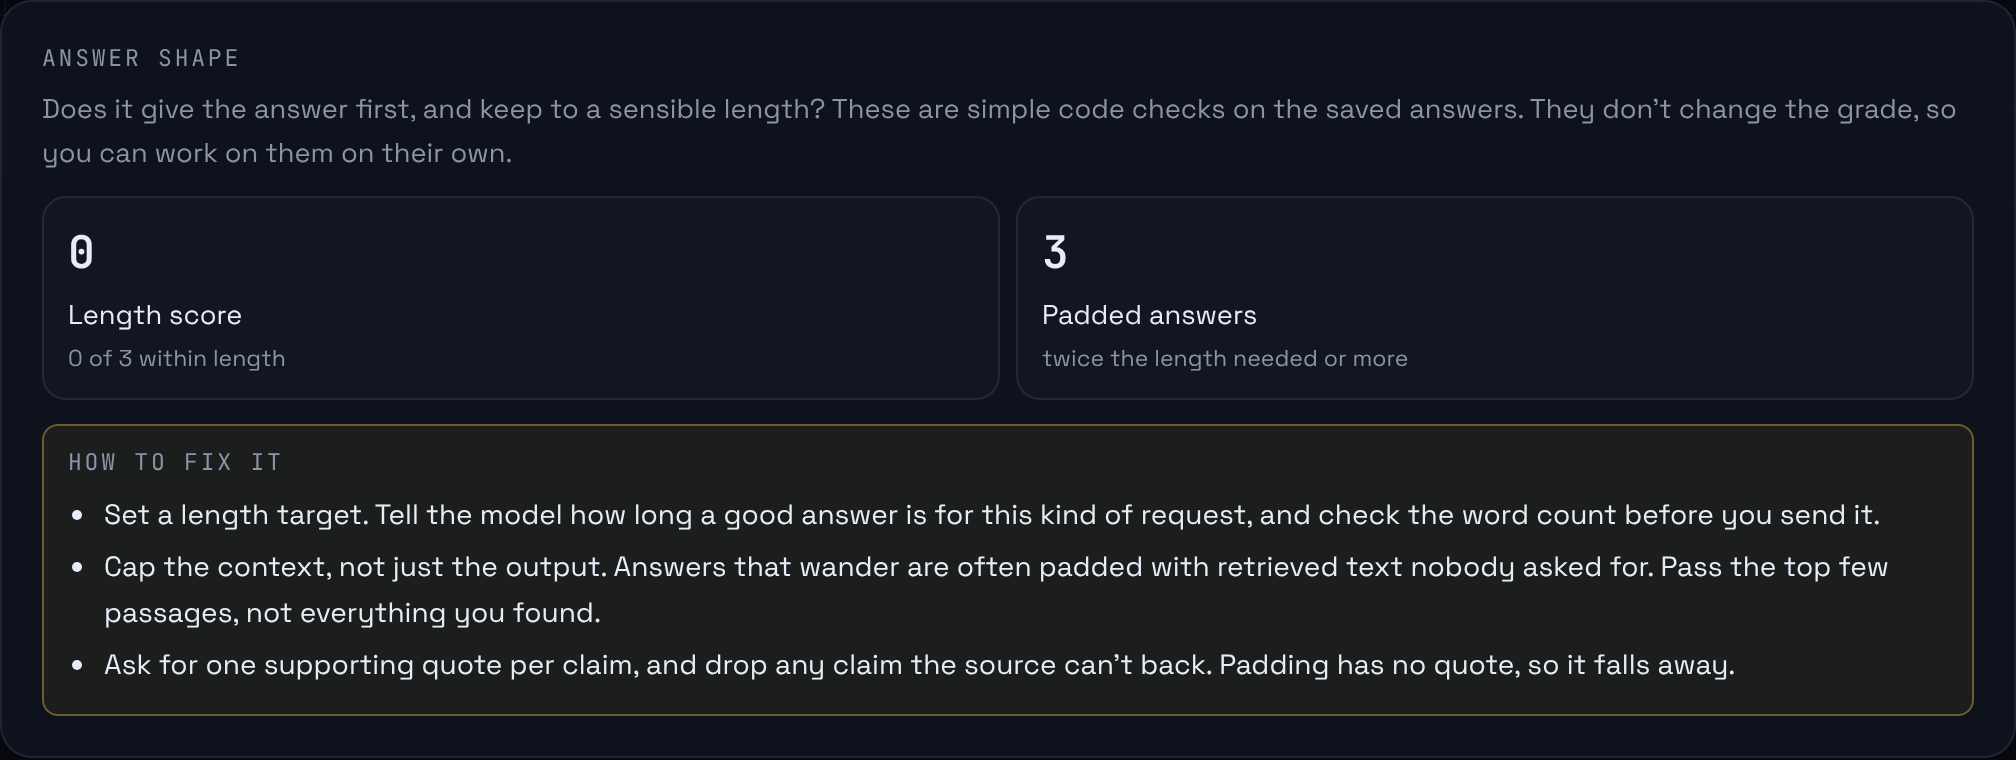 ANSWER SHAPE
Does it give the answer first, and keep to a sensible length? These are simple code checks on the saved answers. They don’t change the grade, so
you can work on them on their own.
0
Length score
0 of 3 within length
3
Padded answers
twice the length needed or more
HOW TO FIX IT
• Set a length target. Tell the model how long a good answer is for this kind of request, and check the word count before you send it.
• Cap the context, not just the output. Answers that wander are often padded with retrieved text nobody asked for. Pass the top few
passages, not everything you found.
• Ask for one supporting quote per claim, and drop any claim the source can’t back. Padding has no quote, so it falls away.